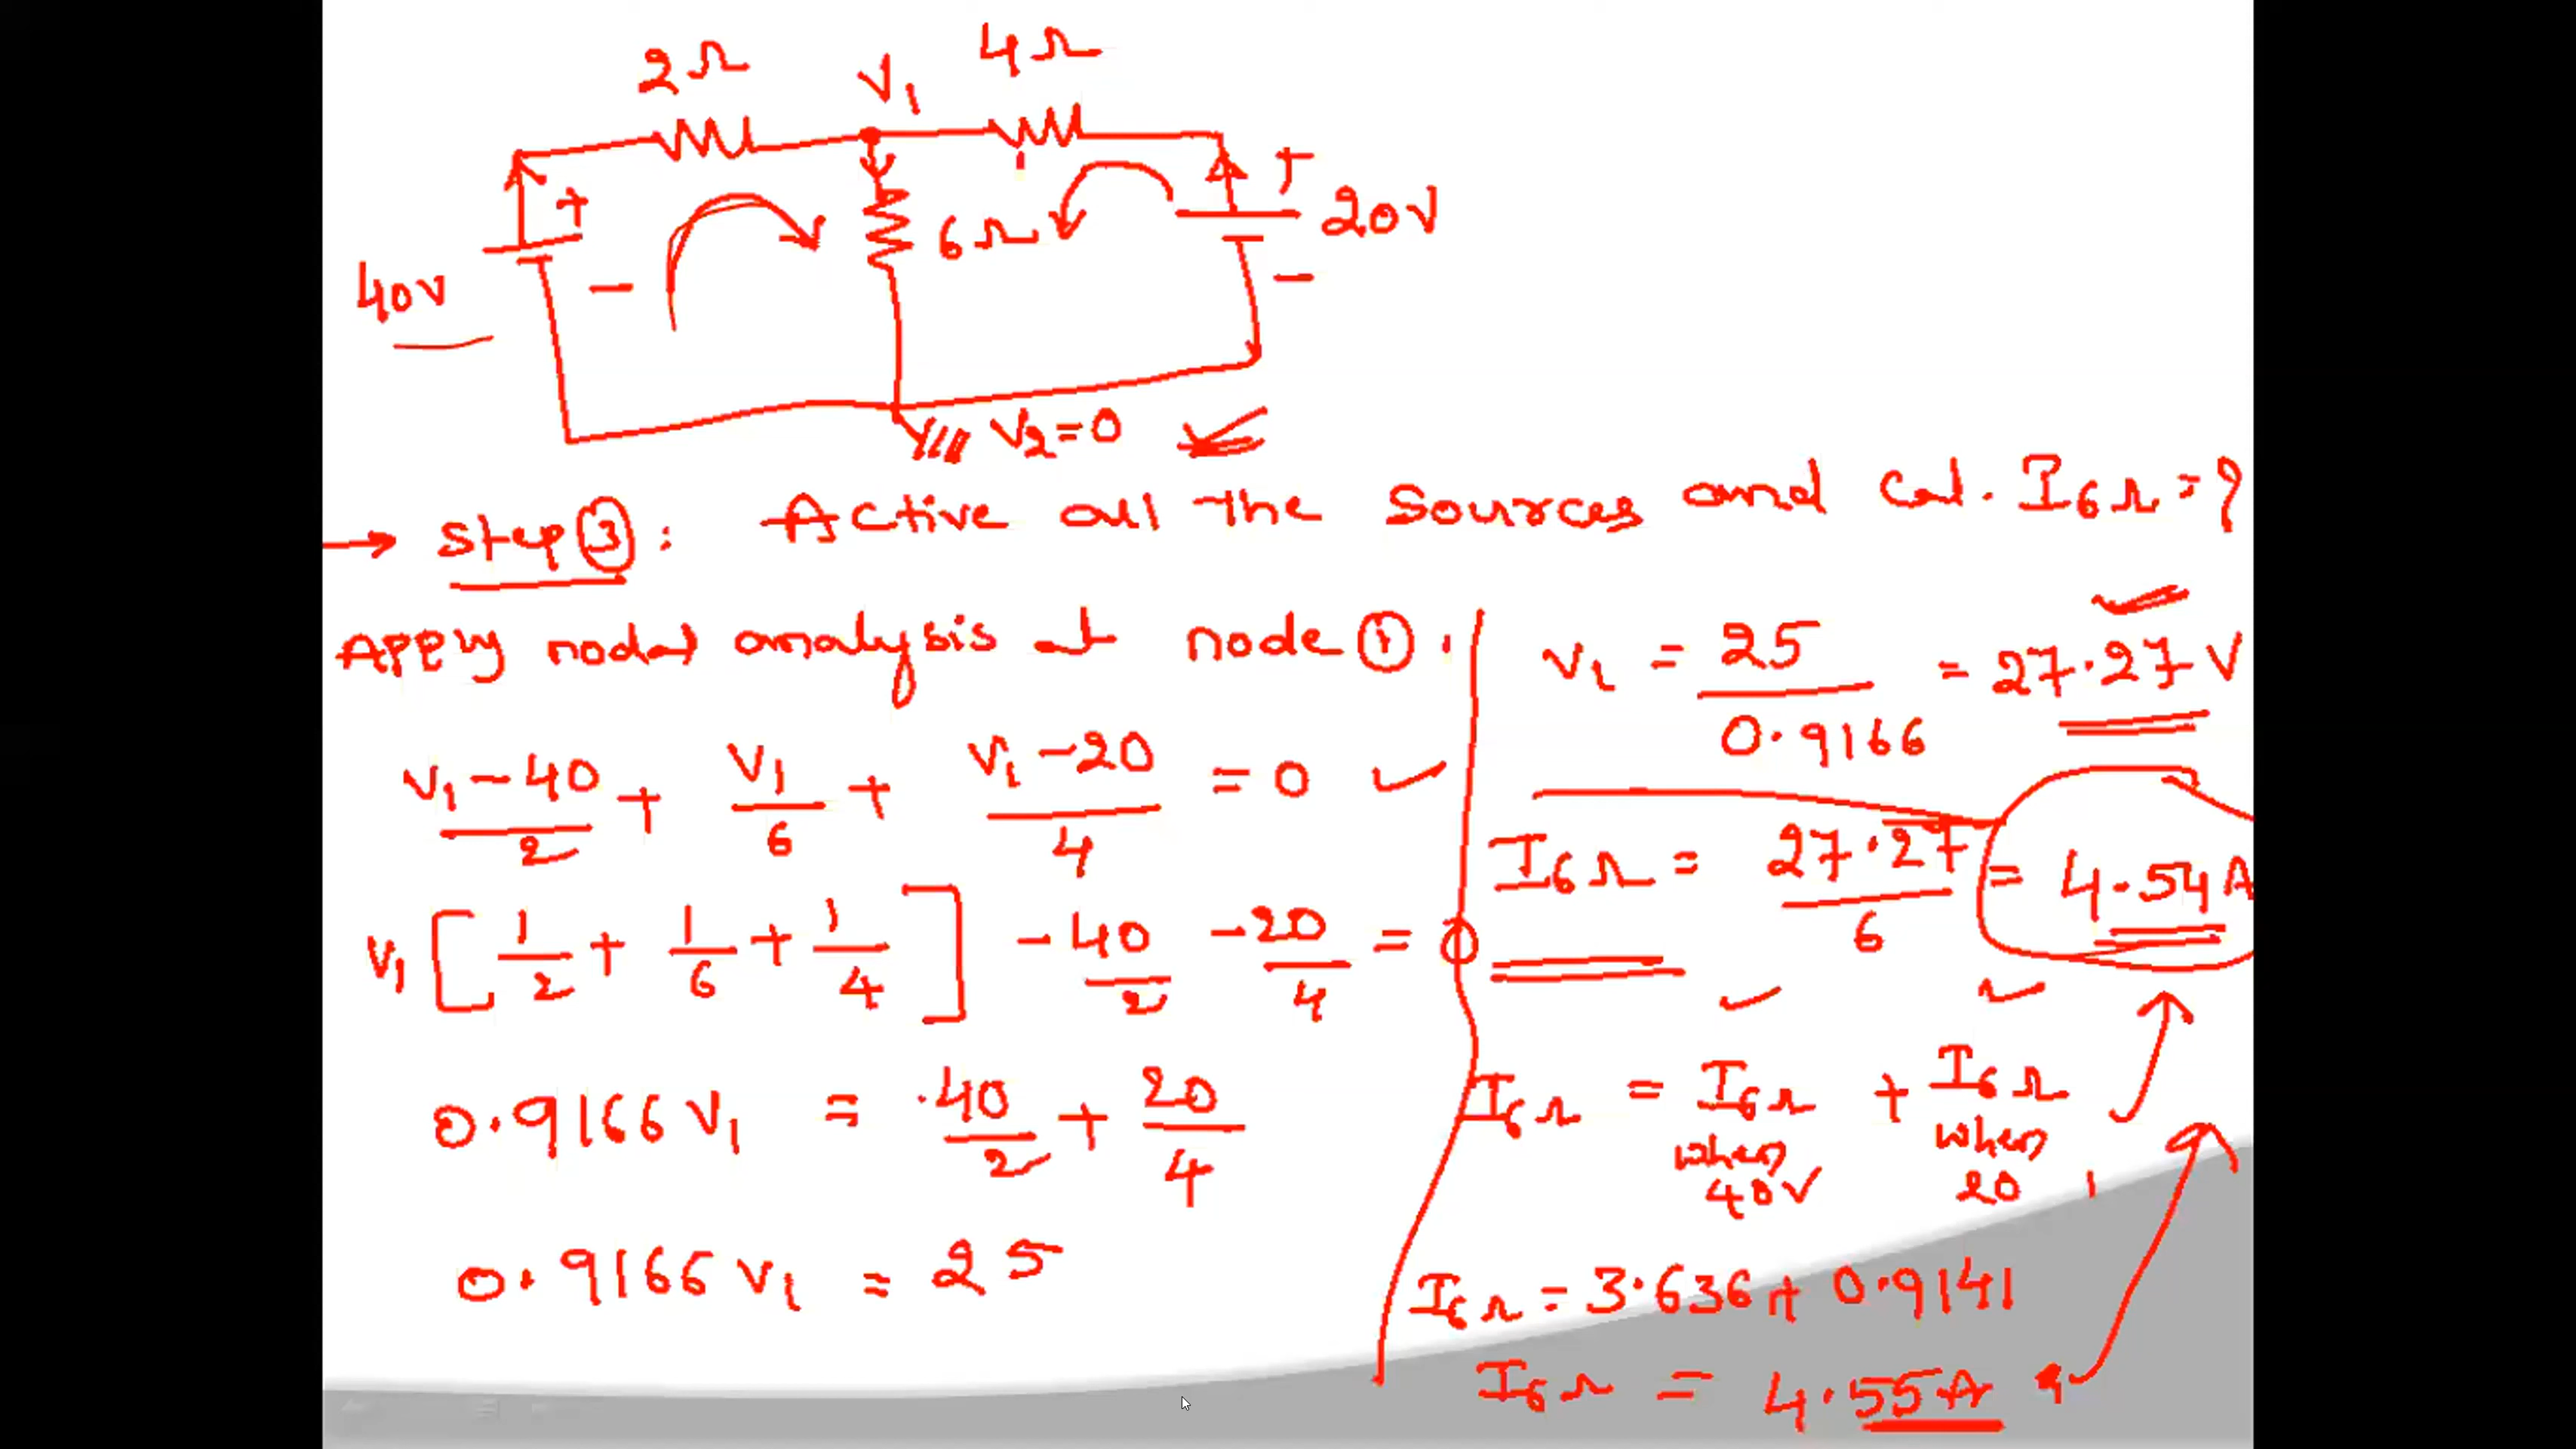 2Ω V1 4Ω
40V + − 6Ω + 20V −
V2=0
→ Step ③ : Active all the Sources and Cal. I6Ω = ?
Apply nodal analysis at node ① .
V1−40/2 + V1/6 + V1−20/4 = 0 ✓
V1 [ 1/2 + 1/6 + 1/4 ] − 40/2 − 20/4 = 0
0.9166 V1 = 40/2 + 20/4
0.9166 V1 = 25
V1 = 25/0.9166 = 27.27 V
I6Ω = 27.27/6 = 4.54A
I6Ω = I6Ω when 40V + I6Ω when 20
I6Ω = 3.636 + 0.9141
I6Ω = 4.55A